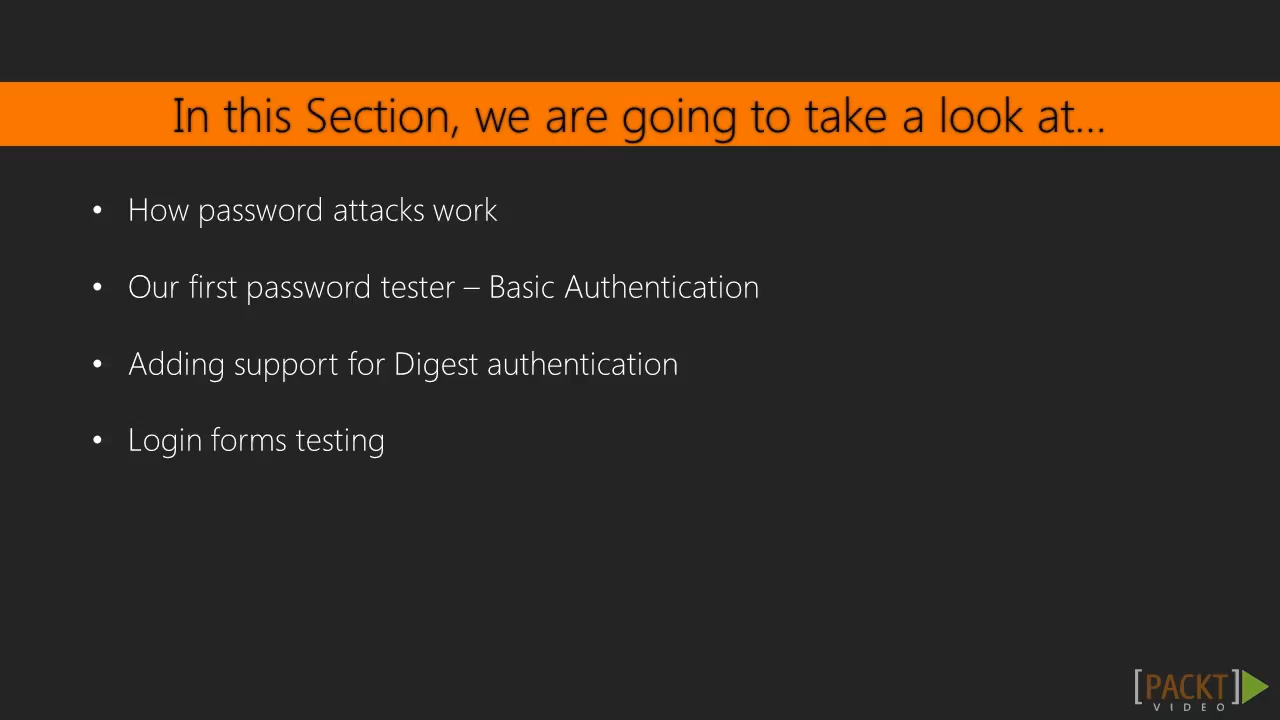 In this Section, we are going to take a look at...
• How password attacks work
• Our first password tester – Basic Authentication
• Adding support for Digest authentication
• Login forms testing
[PACKT]
VIDEO